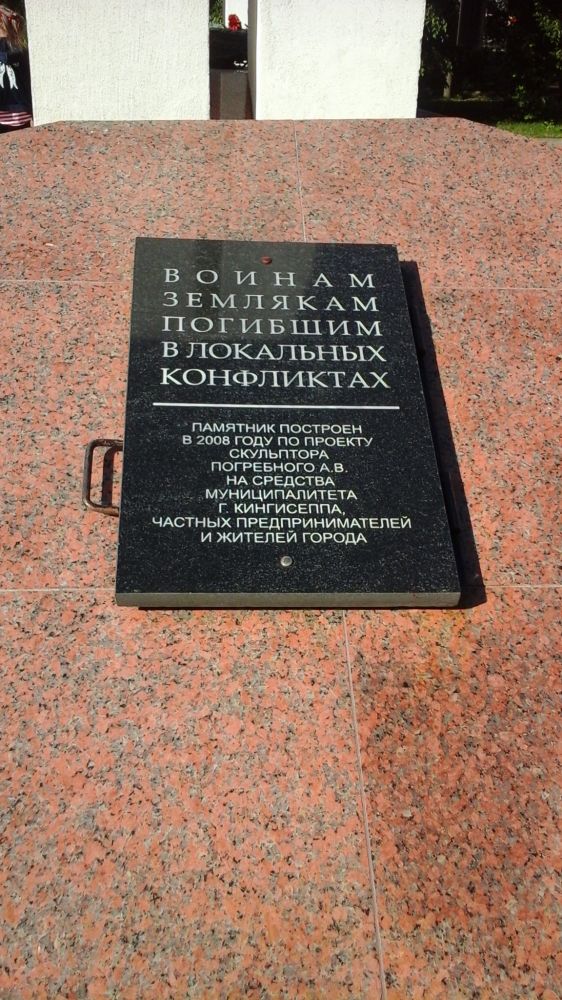 ВОИНАМ
ЗЕМЛЯКАМ
ПОГИБШИМ
В ЛОКАЛЬНЫХ
КОНФЛИКТАХ
ПАМЯТНИК ПОСТРОЕН
В 2008 ГОДУ ПО ПРОЕКТУ
СКУЛЬПТОРА
ПОГРЕБНОГО А.В.
НА СРЕДСТВА
МУНИЦИПАЛИТЕТА
Г. КИНГИСЕППА,
ЧАСТНЫХ ПРЕДПРИНИМАТЕЛЕЙ
И ЖИТЕЛЕЙ ГОРОДА